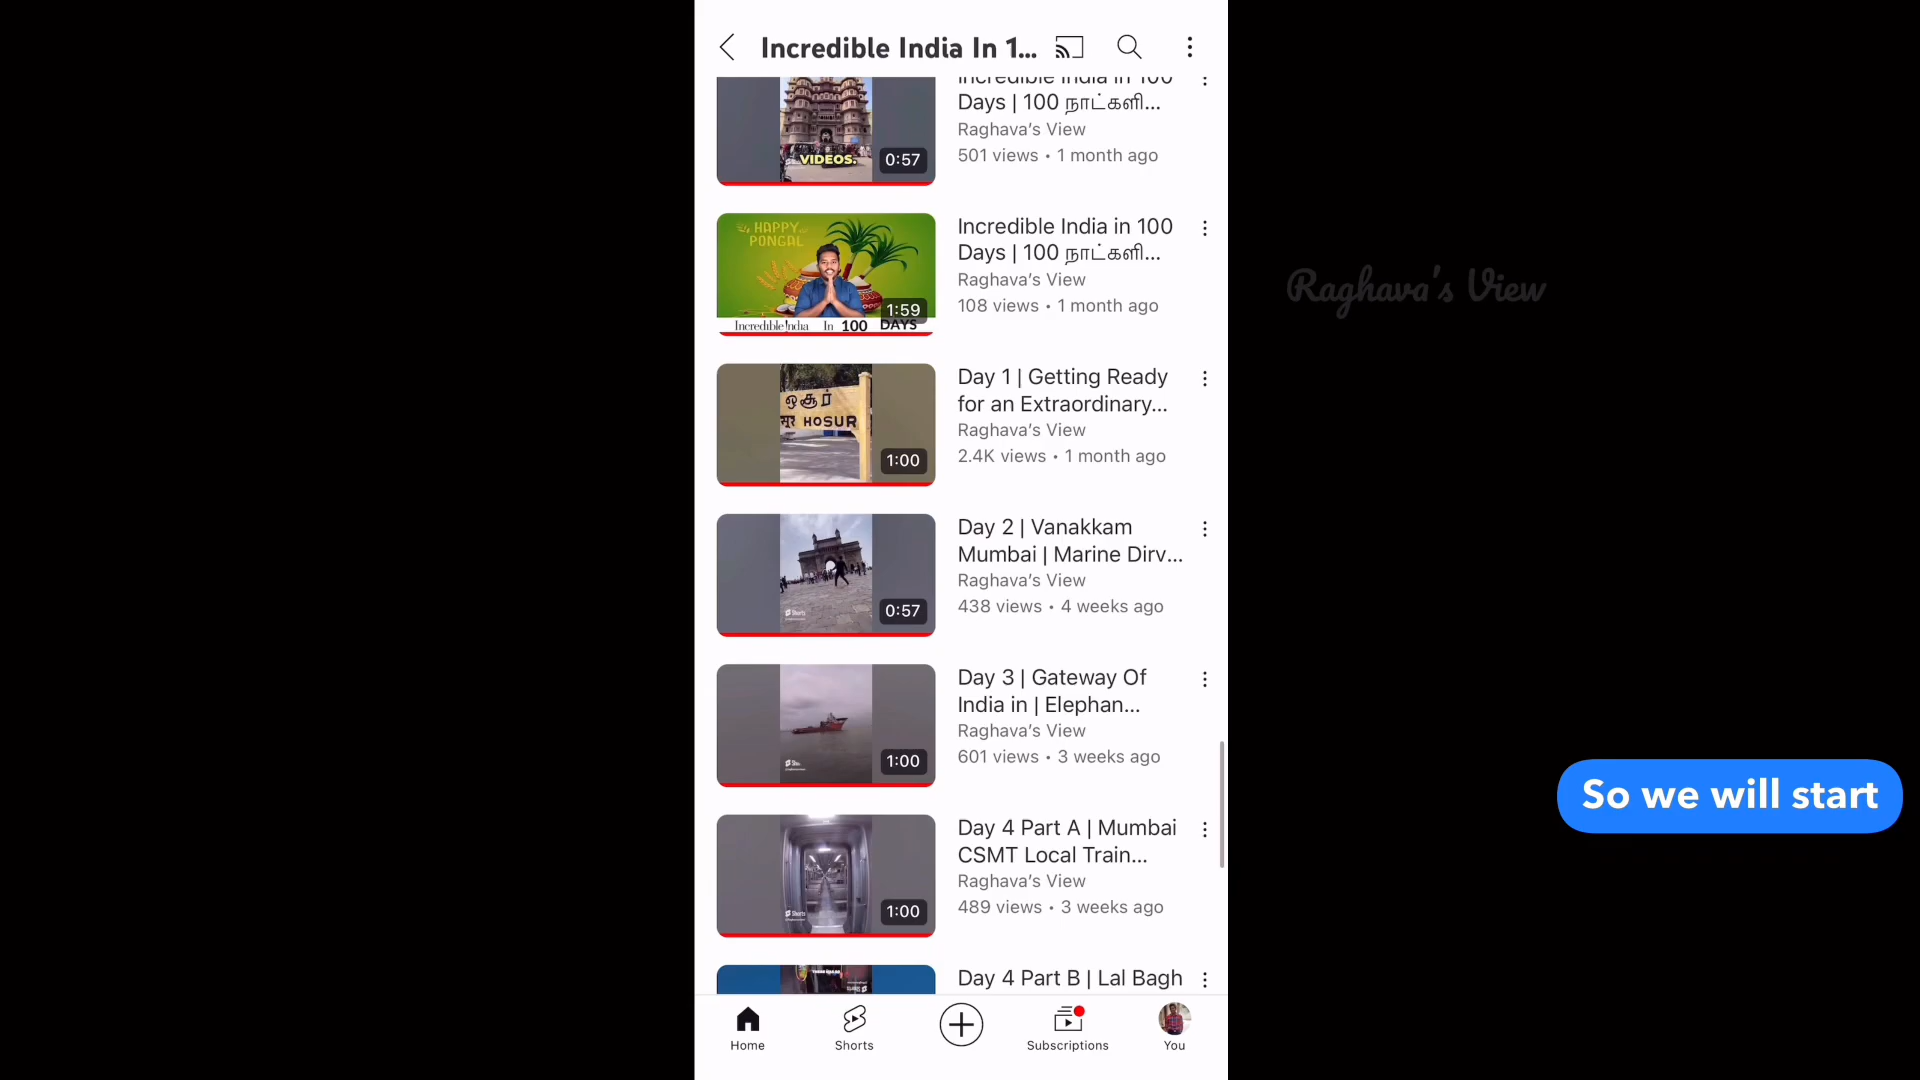 Incredible India In 1...
Incredible India in 100
Days | 100 நாட்களி...
Raghava's View
501 views • 1 month ago
VIDEOS.
0:57
HAPPY
PONGAL
1:59
Incredible India In 100 DAYS
Incredible India in 100
Days | 100 நாட்களி...
Raghava's View
108 views • 1 month ago
ஒசூர்
HOSUR
1:00
Day 1 | Getting Ready
for an Extraordinary...
Raghava's View
2.4K views • 1 month ago
Shorts
0:57
Day 2 | Vanakkam
Mumbai | Marine Dirv...
Raghava's View
438 views • 4 weeks ago
1:00
Day 3 | Gateway Of
India in | Elephan...
Raghava's View
601 views • 3 weeks ago
Shorts
1:00
Day 4 Part A | Mumbai
CSMT Local Train...
Raghava's View
489 views • 3 weeks ago
Day 4 Part B | Lal Bagh
Home
Shorts
Subscriptions
You
Raghava's View
So we will start